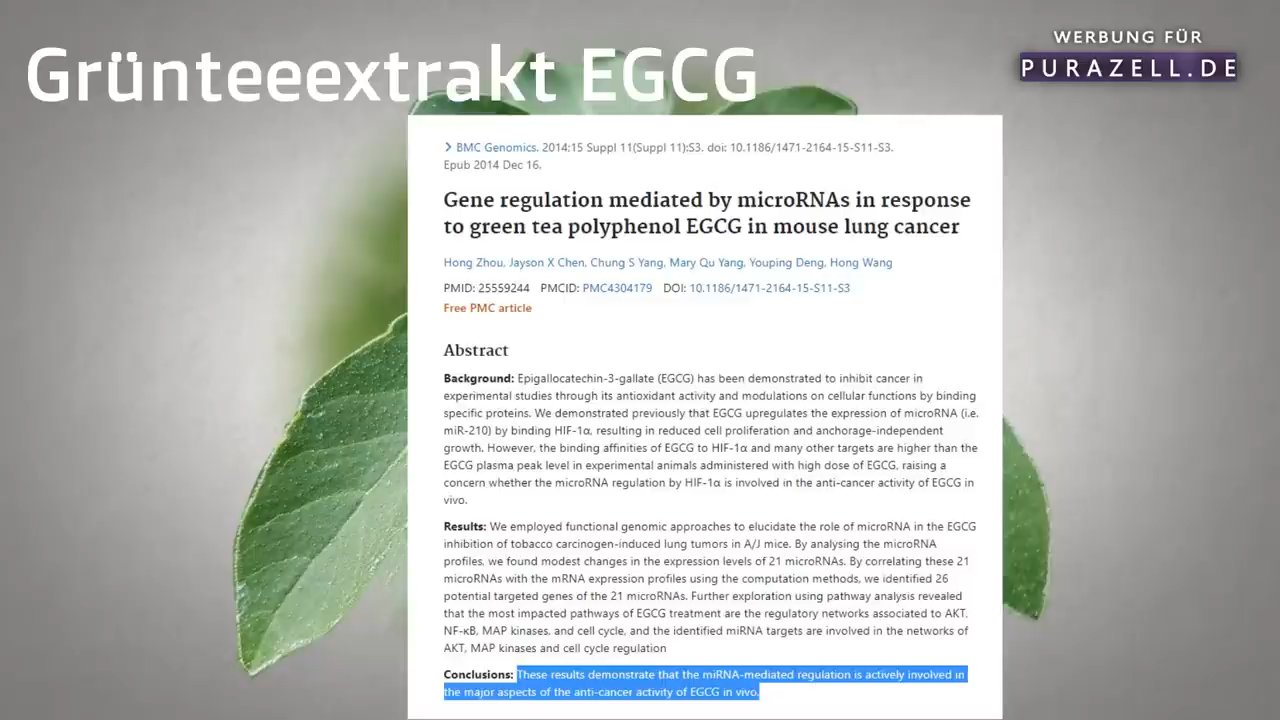 Grünteeextrakt EGCG
WERBUNG FÜR
PURAZELL.DE
BMC Genomics. 2014:15 Suppl 11(Suppl 11):S3. doi: 10.1186/1471-2164-15-S11-S3.
Epub 2014 Dec 16.
Gene regulation mediated by microRNAs in response
to green tea polyphenol EGCG in mouse lung cancer
Hong Zhou, Jayson X Chen, Chung S Yang, Mary Qu Yang, Youping Deng, Hong Wang
PMID: 25559244 PMCID: PMC4304179 DOI: 10.1186/1471-2164-15-S11-S3
Free PMC article
Abstract
Background: Epigallocatechin-3-gallate (EGCG) has been demonstrated to inhibit cancer in
experimental studies through its antioxidant activity and modulations on cellular functions by binding
specific proteins. We demonstrated previously that EGCG upregulates the expression of microRNA (i.e.
miR-210) by binding HIF-1α, resulting in reduced cell proliferation and anchorage-independent
growth. However, the binding affinities of EGCG to HIF-1α and many other targets are higher than the
EGCG plasma peak level in experimental animals administered with high dose of EGCG, raising a
concern whether the microRNA regulation by HIF-1α is involved in the anti-cancer activity of EGCG in
vivo.
Results: We employed functional genomic approaches to elucidate the role of microRNA in the EGCG
inhibition of tobacco carcinogen-induced lung tumors in A/J mice. By analysing the microRNA
profiles, we found modest changes in the expression levels of 21 microRNAs. By correlating these 21
microRNAs with the mRNA expression profiles using the computation methods, we identified 26
potential targeted genes of the 21 microRNAs. Further exploration using pathway analysis revealed
that the most impacted pathways of EGCG treatment are the regulatory networks associated to AKT,
NF-κB, MAP kinases, and cell cycle, and the identified miRNA targets are involved in the networks of
AKT, MAP kinases and cell cycle regulation
Conclusions: These results demonstrate that the miRNA-mediated regulation is actively involved in
the major aspects of the anti-cancer activity of EGCG in vivo.